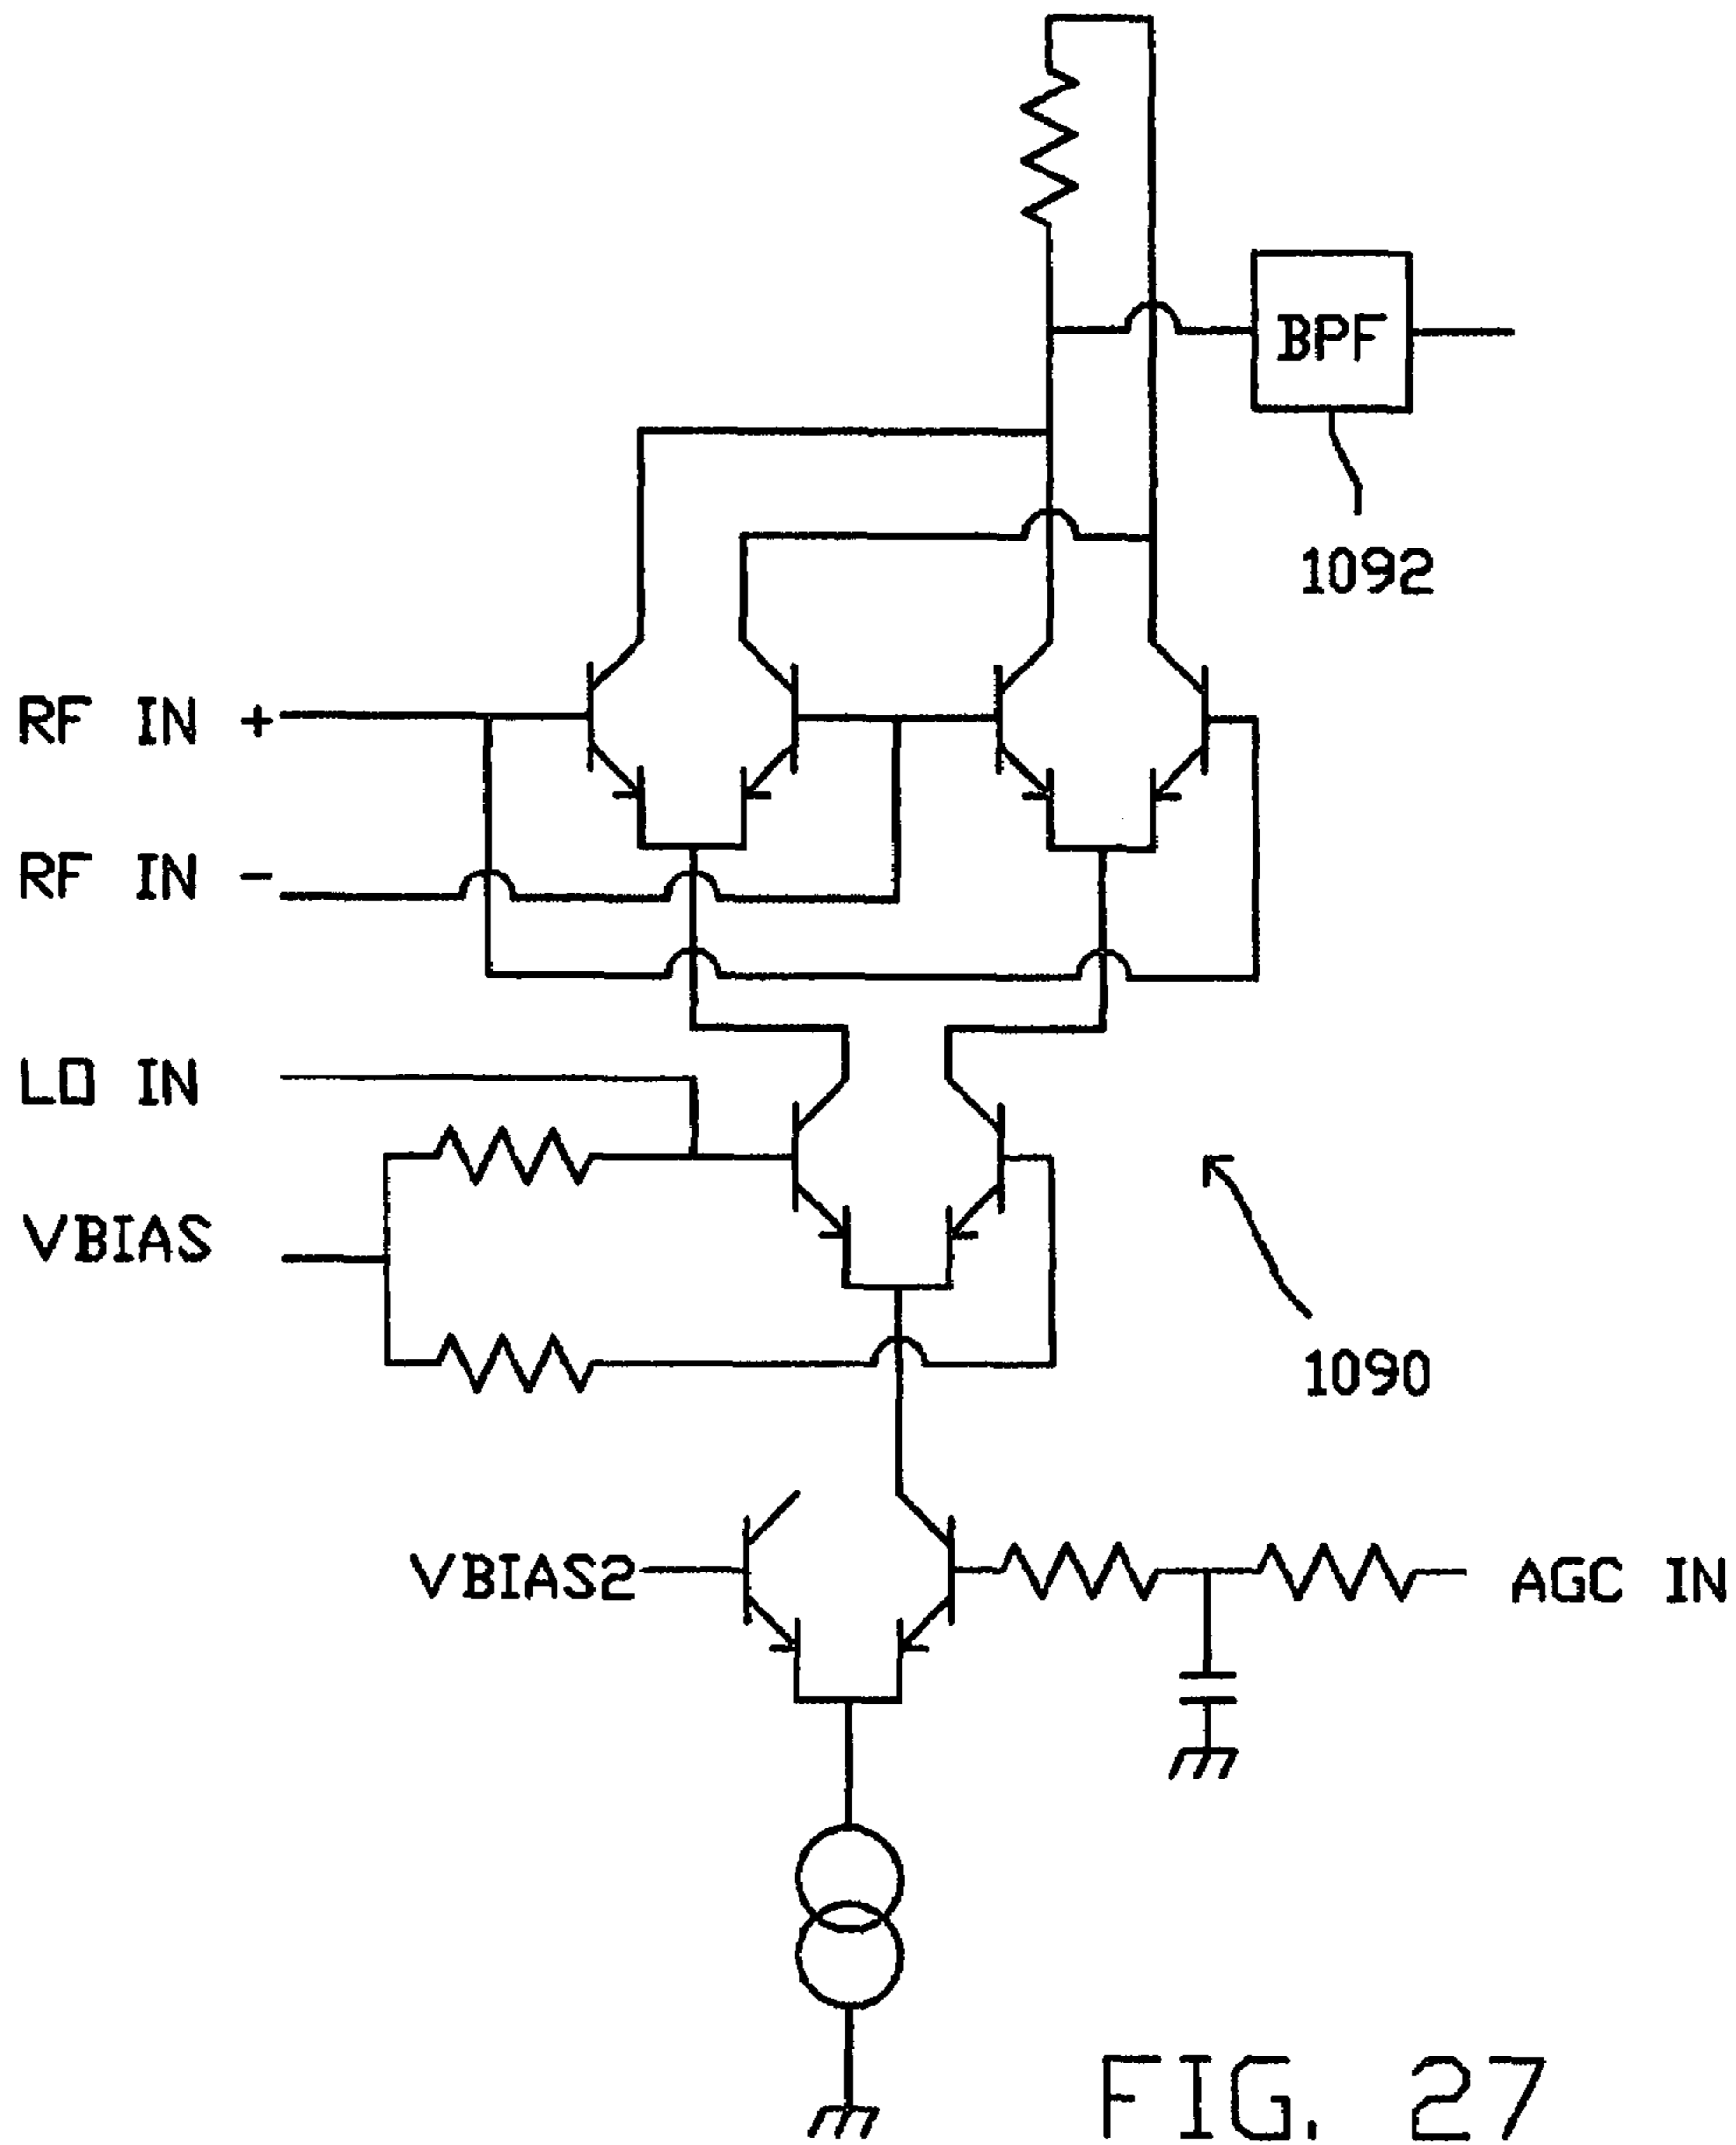 BPF
1092
RF IN +
RF IN -
LO IN
VBIAS
1090
VBIAS2
AGC IN
FIG. 27